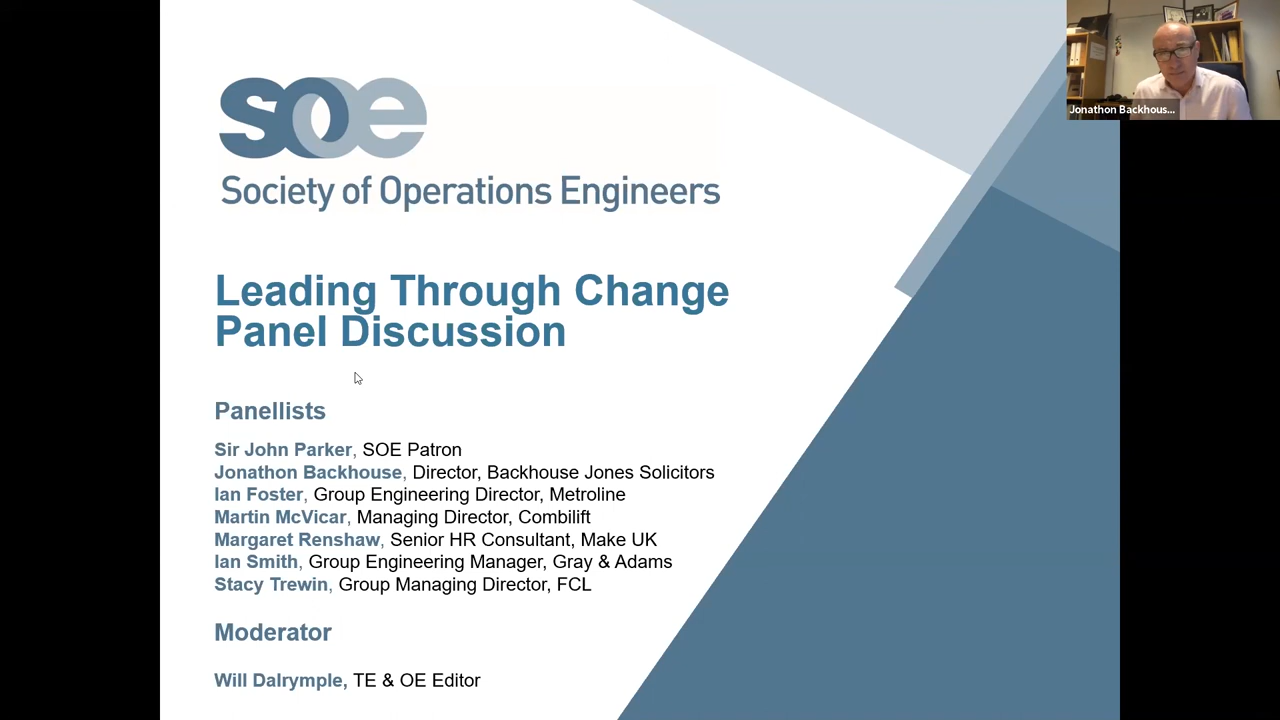 soe
Society of Operations Engineers
Jonathon Backhous...
Leading Through Change
Panel Discussion
Panellists
Sir John Parker, SOE Patron
Jonathon Backhouse, Director, Backhouse Jones Solicitors
Ian Foster, Group Engineering Director, Metroline
Martin McVicar, Managing Director, Combilift
Margaret Renshaw, Senior HR Consultant, Make UK
Ian Smith, Group Engineering Manager, Gray & Adams
Stacy Trewin, Group Managing Director, FCL
Moderator
Will Dalrymple, TE & OE Editor